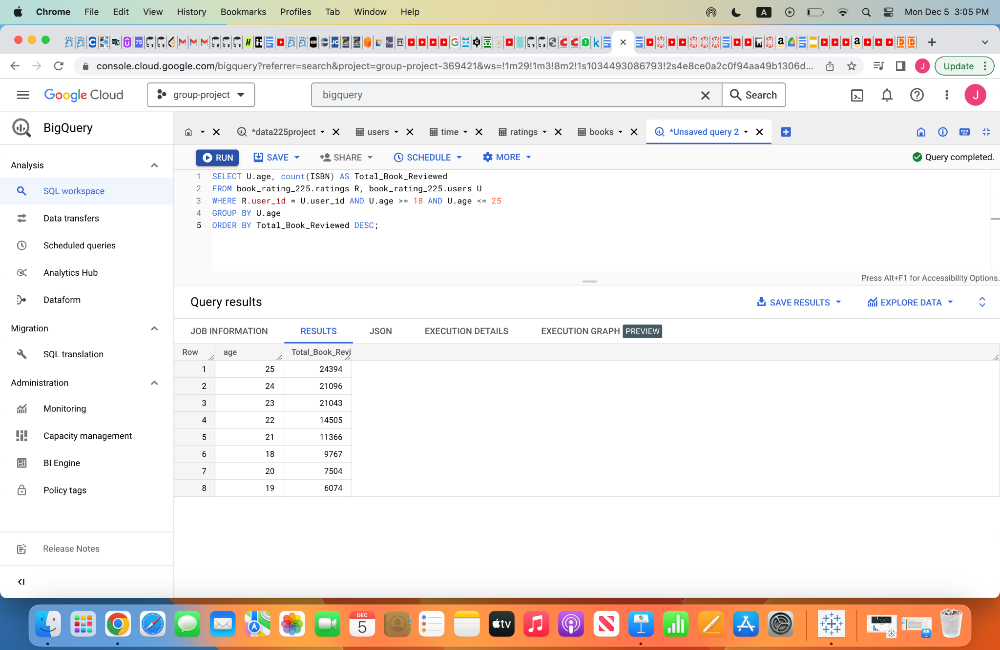 Chrome File Edit View History Bookmarks Profiles Tab Window Help A Mon Dec 5 3:05 PM
console.cloud.google.com/bigquery?referrer=search&project=group-project-369421&ws=!1m29!1m3!8m2!1s1034493086793!2s4e8ce0a2c0f94aa49b1306d... J Update
Google Cloud group-project bigquery Search J
BigQuery
*data225project users time ratings books *Unsaved query 2
RUN SAVE SHARE SCHEDULE MORE Query completed.
Analysis
SQL workspace
Data transfers
Scheduled queries
Analytics Hub
Dataform
Migration
SQL translation
Administration
Monitoring
Capacity management
BI Engine
Policy tags
Release Notes
1 SELECT U.age, count(ISBN) AS Total_Book_Reviewed
2 FROM book_rating_225.ratings R, book_rating_225.users U
3 WHERE R.user_id = U.user_id AND U.age >= 18 AND U.age <= 25
4 GROUP BY U.age
5 ORDER BY Total_Book_Reviewed DESC;
Press Alt+F1 for Accessibility Options.
Query results SAVE RESULTS EXPLORE DATA
JOB INFORMATION RESULTS JSON EXECUTION DETAILS EXECUTION GRAPH PREVIEW
Row age Total_Book_Revi
1 25 24394
2 24 21096
3 23 21043
4 22 14505
5 21 11366
6 18 9767
7 20 7504
8 19 6074
DEC
5
tv